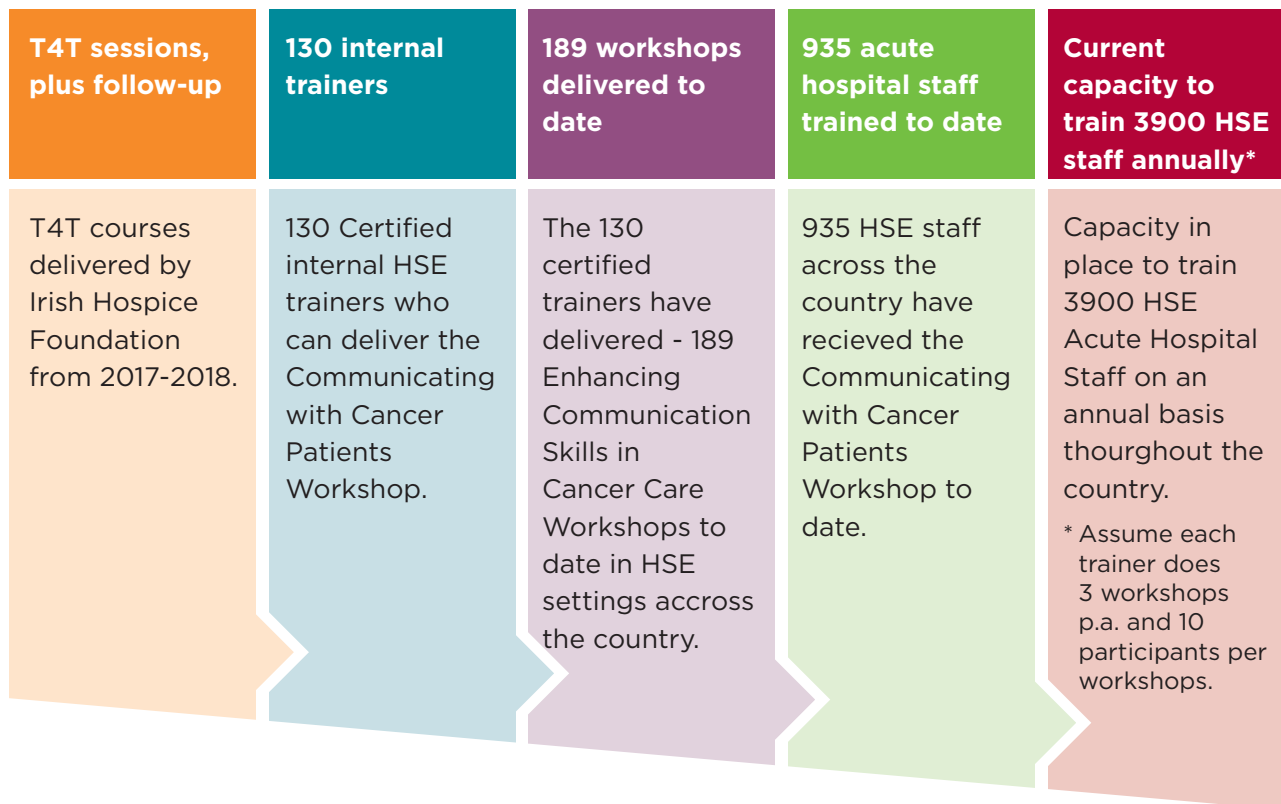 T4T sessions,
plus follow-up
130 internal
trainers
189 workshops
delivered to
date
935 acute
hospital staff
trained to date
Current
capacity to
train 3900 HSE
staff annually*
T4T courses
delivered by
Irish Hospice
Foundation
from 2017-2018.
130 Certified
internal HSE
trainers who
can deliver the
Communicating
with Cancer
Patients
Workshop.
The 130
certified
trainers have
delivered - 189
Enhancing
Communication
Skills in
Cancer Care
Workshops to
date in HSE
settings accross
the country.
935 HSE staff
across the
country have
recieved the
Communicating
with Cancer
Patients
Workshop to
date.
Capacity in
place to train
3900 HSE
Acute Hospital
Staff on an
annual basis
thourghout the
country.
* Assume each
trainer does
3 workshops
p.a. and 10
participants per
workshops.